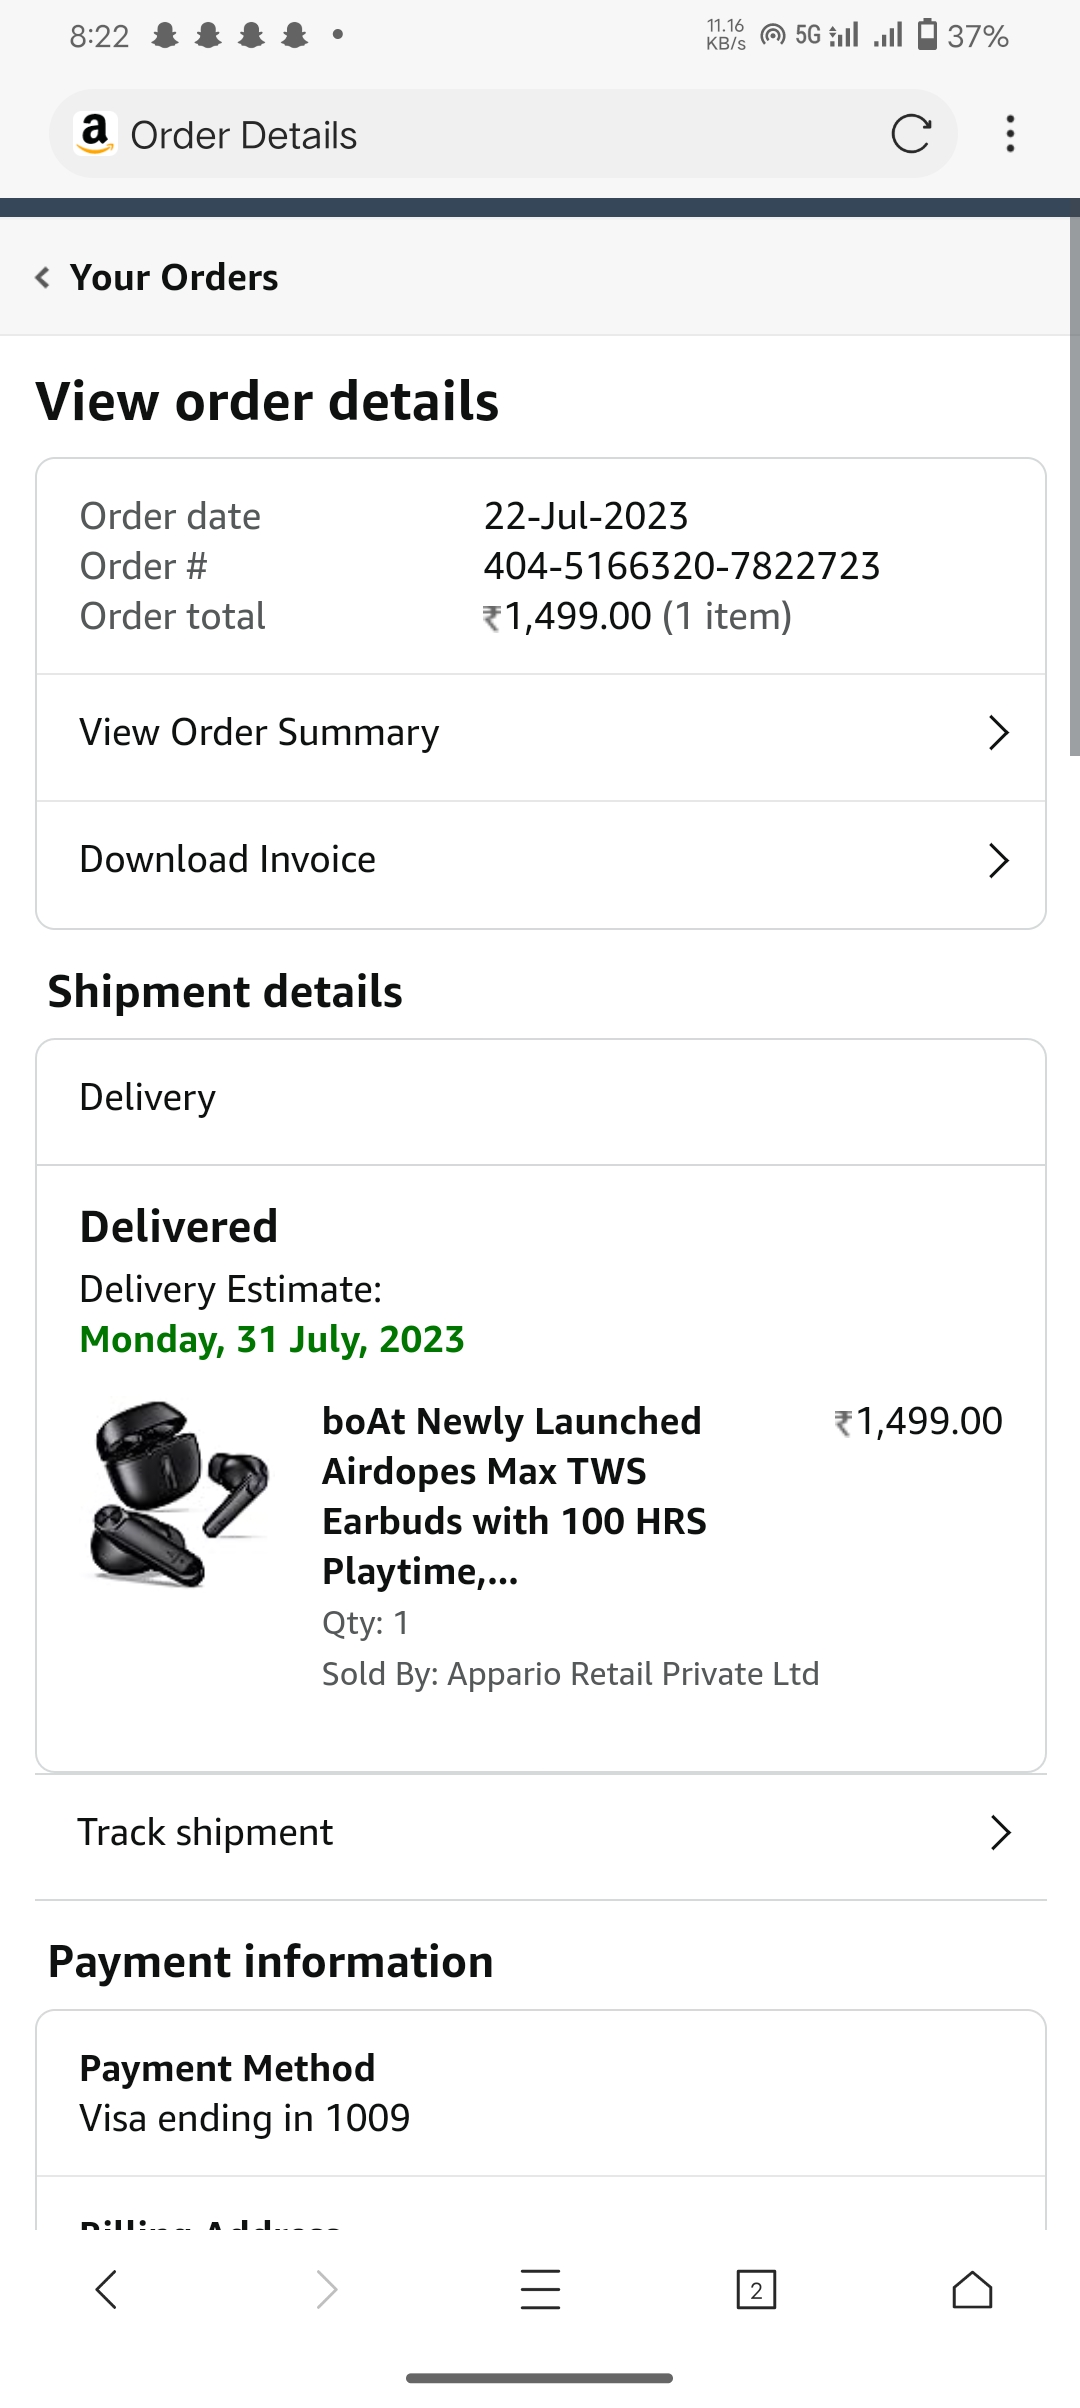 8:22
11.16
KB/s
5G
37%
a
Order Details
Your Orders
View order details
Order date 22-Jul-2023
Order # 404-5166320-7822723
Order total ₹1,499.00 (1 item)
View Order Summary
Download Invoice
Shipment details
Delivery
Delivered
Delivery Estimate:
Monday, 31 July, 2023
boAt Newly Launched ₹1,499.00
Airdopes Max TWS
Earbuds with 100 HRS
Playtime,...
Qty: 1
Sold By: Appario Retail Private Ltd
Track shipment
Payment information
Payment Method
Visa ending in 1009
Billing Address
2